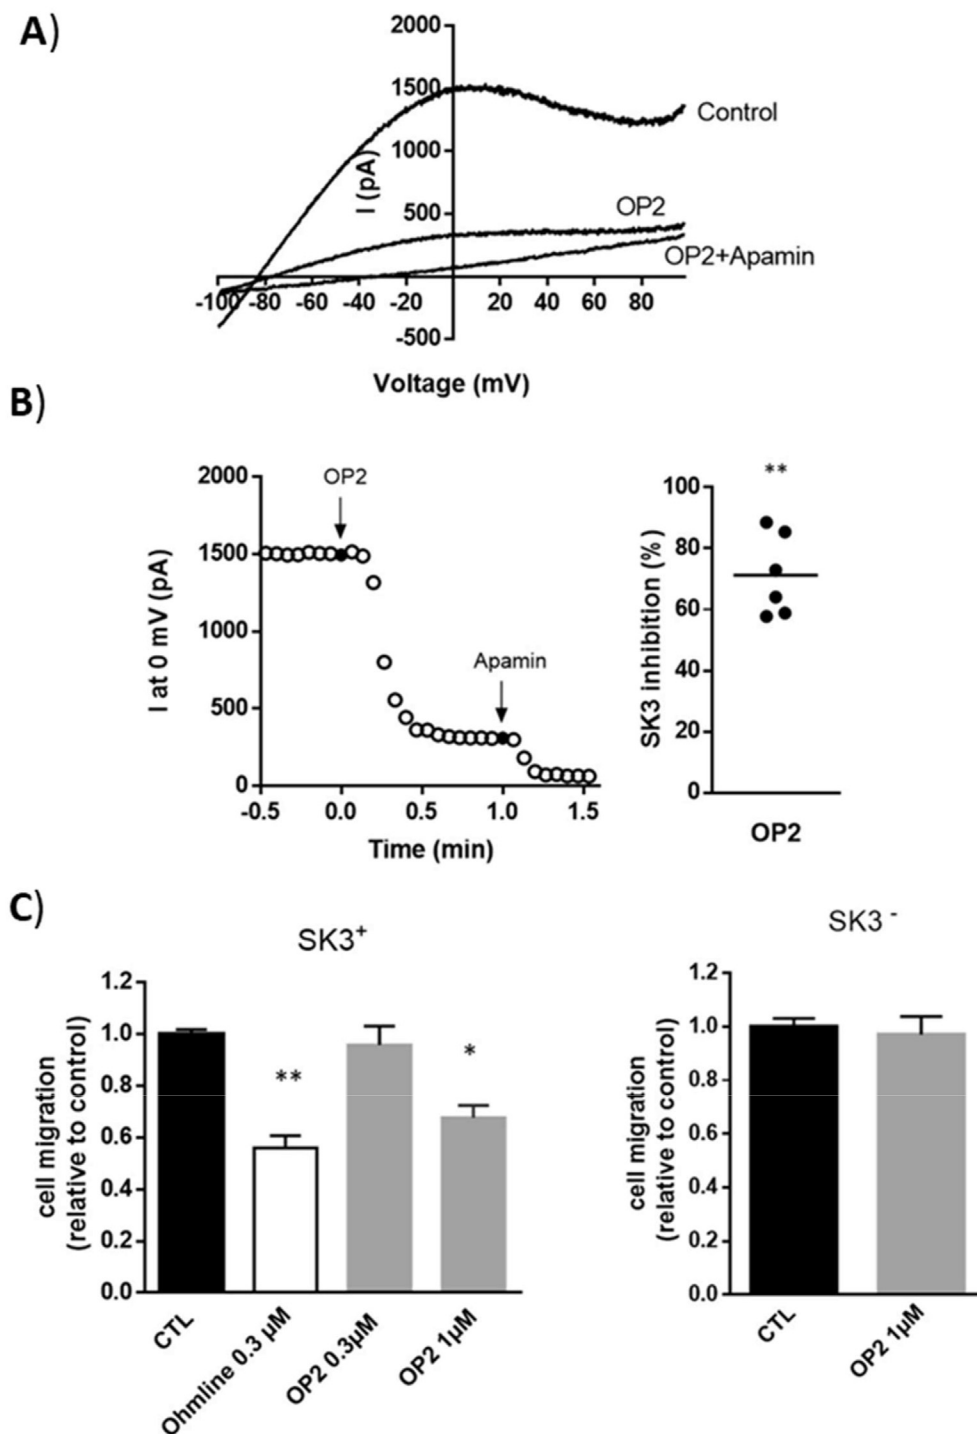 A)
2000
1500
1000
500
-500
I (pA)
Control
OP2
OP2+Apamin
-100 -80 -60 -40 -20 20 40 60 80
Voltage (mV)
B)
2000
1500
1000
500
0
I at 0 mV (pA)
OP2
Apamin
-0.5 0.0 0.5 1.0 1.5
Time (min)
**
100
80
60
40
20
0
SK3 inhibition (%)
OP2
C)
SK3+
1.2
1.0
0.8
0.6
0.4
0.2
0.0
cell migration
(relative to control)
**
*
CTL
Ohmline 0.3 µM
OP2 0.3µM
OP2 1µM
SK3 -
1.2
1.0
0.8
0.6
0.4
0.2
0.0
cell migration
(relative to control)
CTL
OP2 1µM